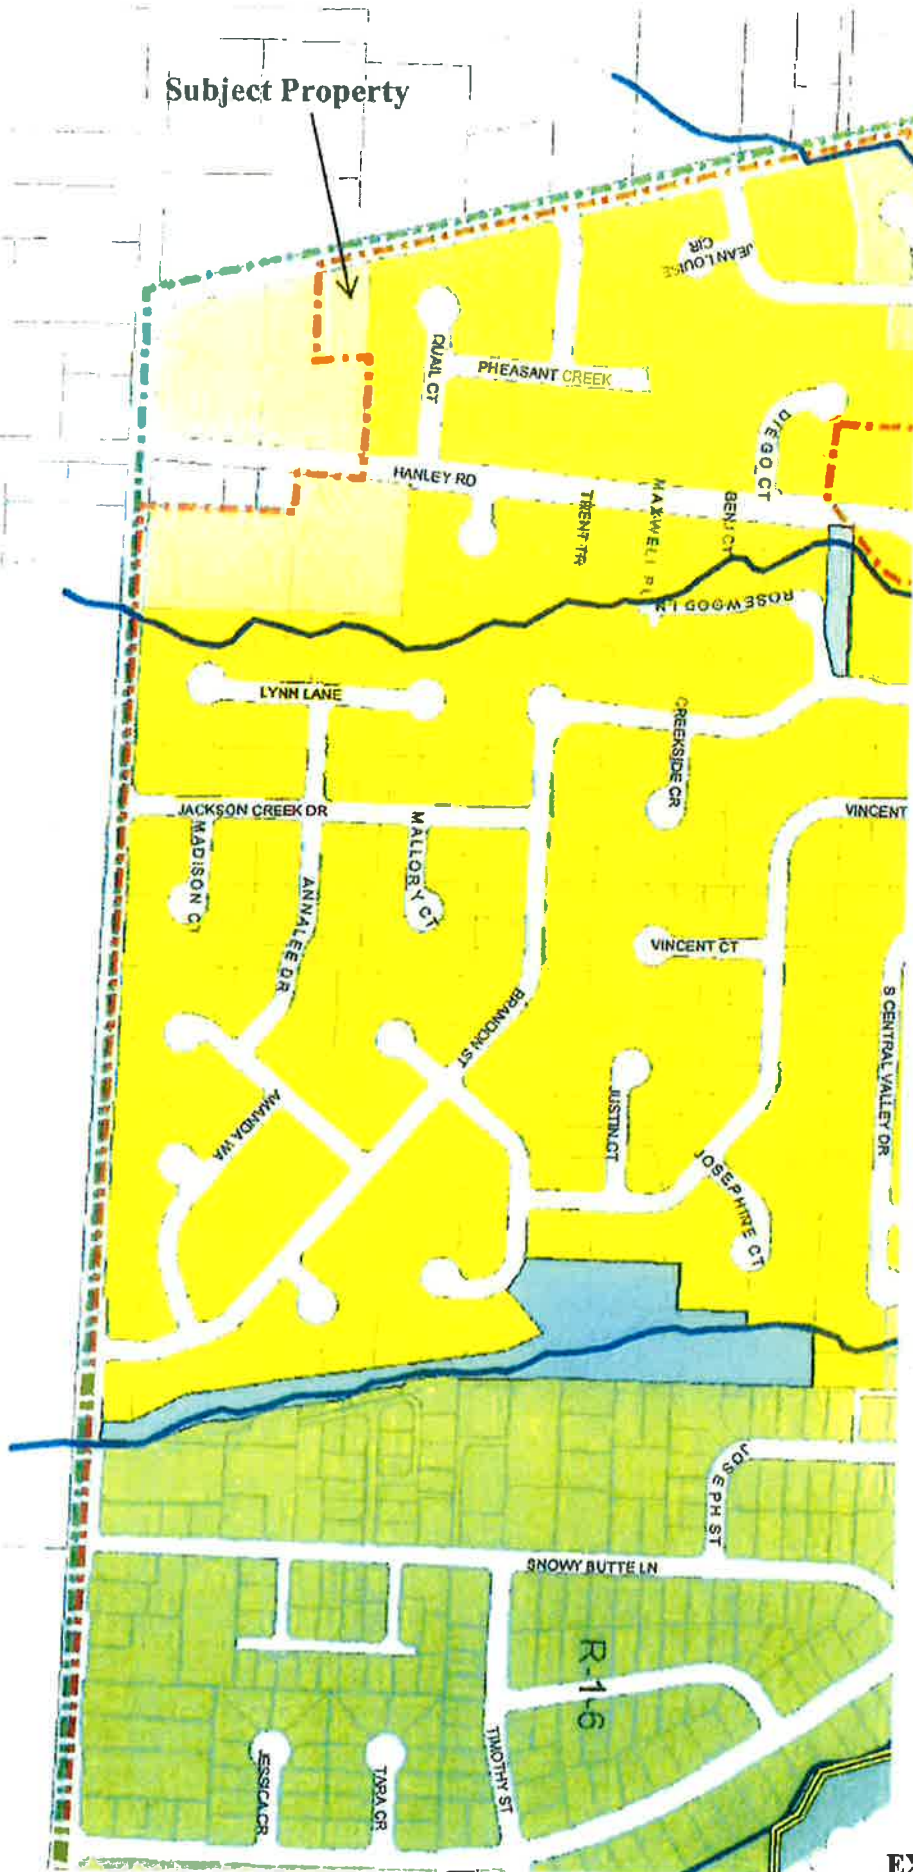 Subject Property
JEAN LOUISE
CIR
QUAIL CT
PHEASANT CREEK
DIEGO CT
HANLEY RD
TRENT TR
MAXWELL PL
BENJ CT
ROSEWOOD LN
LYNN LANE
CREEKSIDE CR
JACKSON CREEK DR
VINCENT
MADISON CT
MALLORY CT
ANNALEE DR
VINCENT CT
S CENTRAL VALLEY DR
BRANDON ST
AMANDA WA
JUSTIN CT
JOSEPHINE CT
JOSEPH ST
SNOWY BUTTE LN
R-1-6
TIMOTHY ST
JESSICA CR
TARA CR